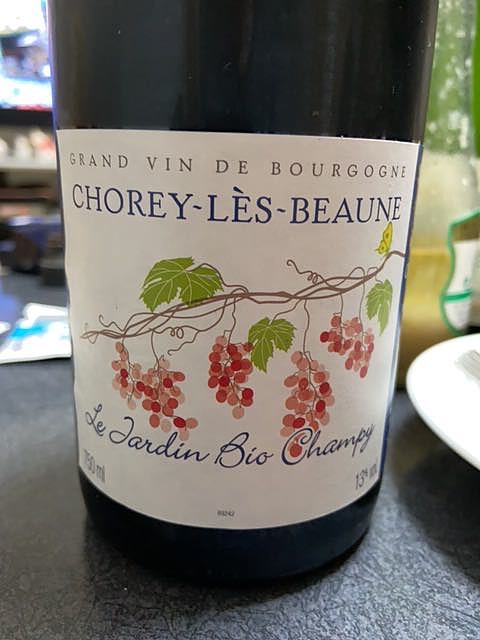 GRAND VIN DE BOURGOGNE
CHOREY-LÈS-BEAUNE
Le Jardin Bio Champy
750 ml
13% vol.